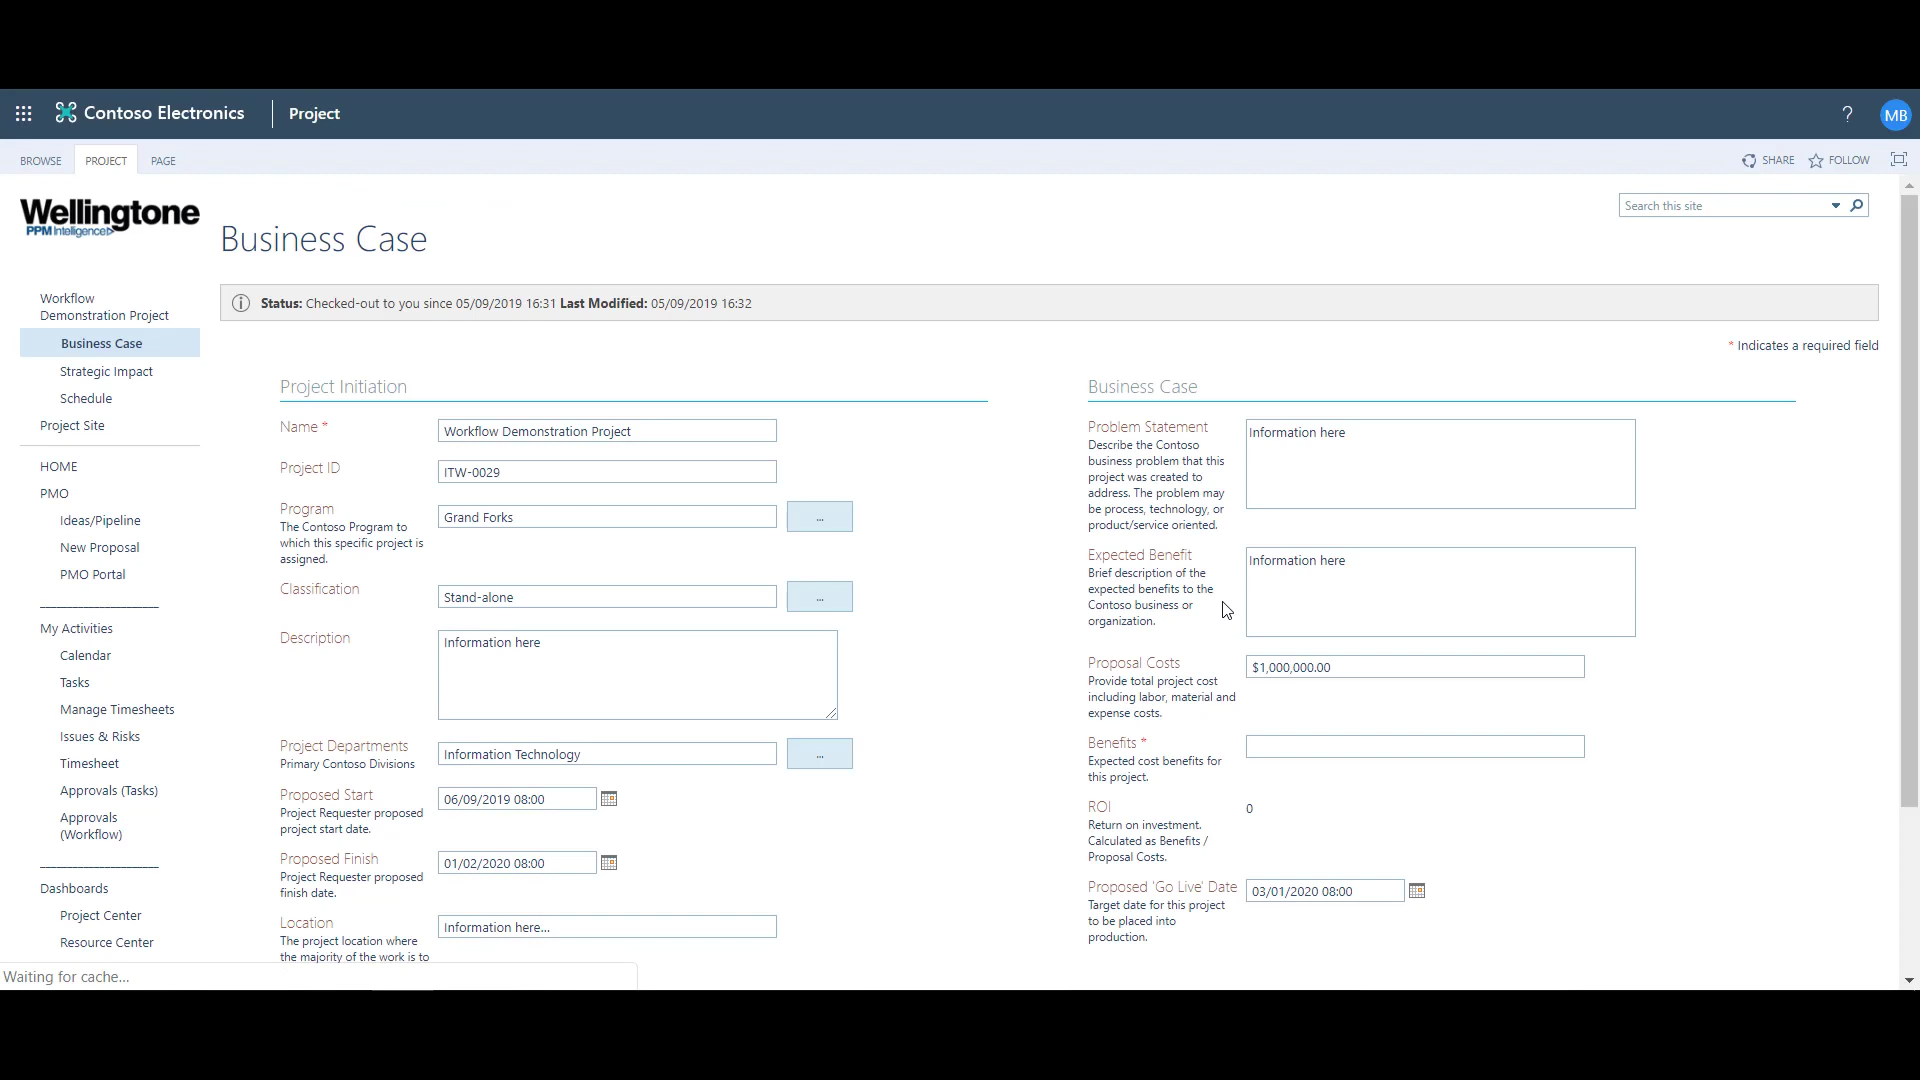 Contoso Electronics
Project
?
MB
BROWSE
PROJECT
PAGE
SHARE
FOLLOW
Wellingtone
PPM Intelligence
Business Case
Search this site
Status: Checked-out to you since 05/09/2019 16:31 Last Modified: 05/09/2019 16:32
* Indicates a required field
Workflow
Demonstration Project
Business Case
Strategic Impact
Schedule
Project Site
HOME
PMO
Ideas/Pipeline
New Proposal
PMO Portal
My Activities
Calendar
Tasks
Manage Timesheets
Issues & Risks
Timesheet
Approvals (Tasks)
Approvals
(Workflow)
Dashboards
Project Center
Resource Center
Waiting for cache...
Project Initiation
Name *
Workflow Demonstration Project
Project ID
ITW-0029
Program
The Contoso Program to
which this specific project is
assigned.
Grand Forks
...
Classification
Stand-alone
...
Description
Information here
Project Departments
Primary Contoso Divisions
Information Technology
...
Proposed Start
Project Requester proposed
project start date.
06/09/2019 08:00
Proposed Finish
Project Requester proposed
finish date.
01/02/2020 08:00
Location
The project location where
the majority of the work is to
Information here...
Business Case
Problem Statement
Describe the Contoso
business problem that this
project was created to
address. The problem may
be process, technology, or
product/service oriented.
Information here
Expected Benefit
Brief description of the
expected benefits to the
Contoso business or
organization.
Information here
Proposal Costs
Provide total project cost
including labor, material and
expense costs.
$1,000,000.00
Benefits *
Expected cost benefits for
this project.
ROI
Return on investment.
Calculated as Benefits /
Proposal Costs.
0
Proposed 'Go Live' Date
Target date for this project
to be placed into
production.
03/01/2020 08:00